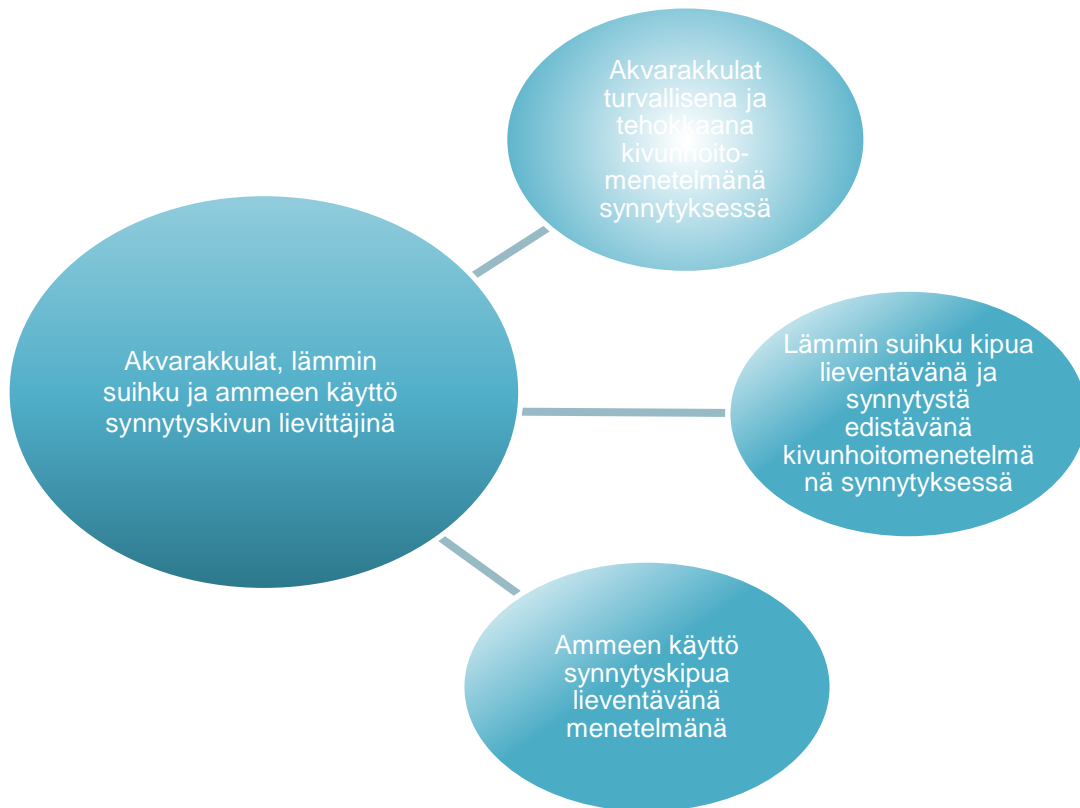 Akvarakkulat, lämmin
suihku ja ammeen käyttö
synnytyskivun lievittäjinä
Akvarakkulat
turvallisena ja
tehokkaana
kivunhoito-
menetelmänä
synnytyksessä
Lämmin suihku kipua
lieventävänä ja
synnytystä
edistävänä
kivunhoitomenetelmä
nä synnytyksessä
Ammeen käyttö
synnytyskipua
lieventävänä
menetelmänä